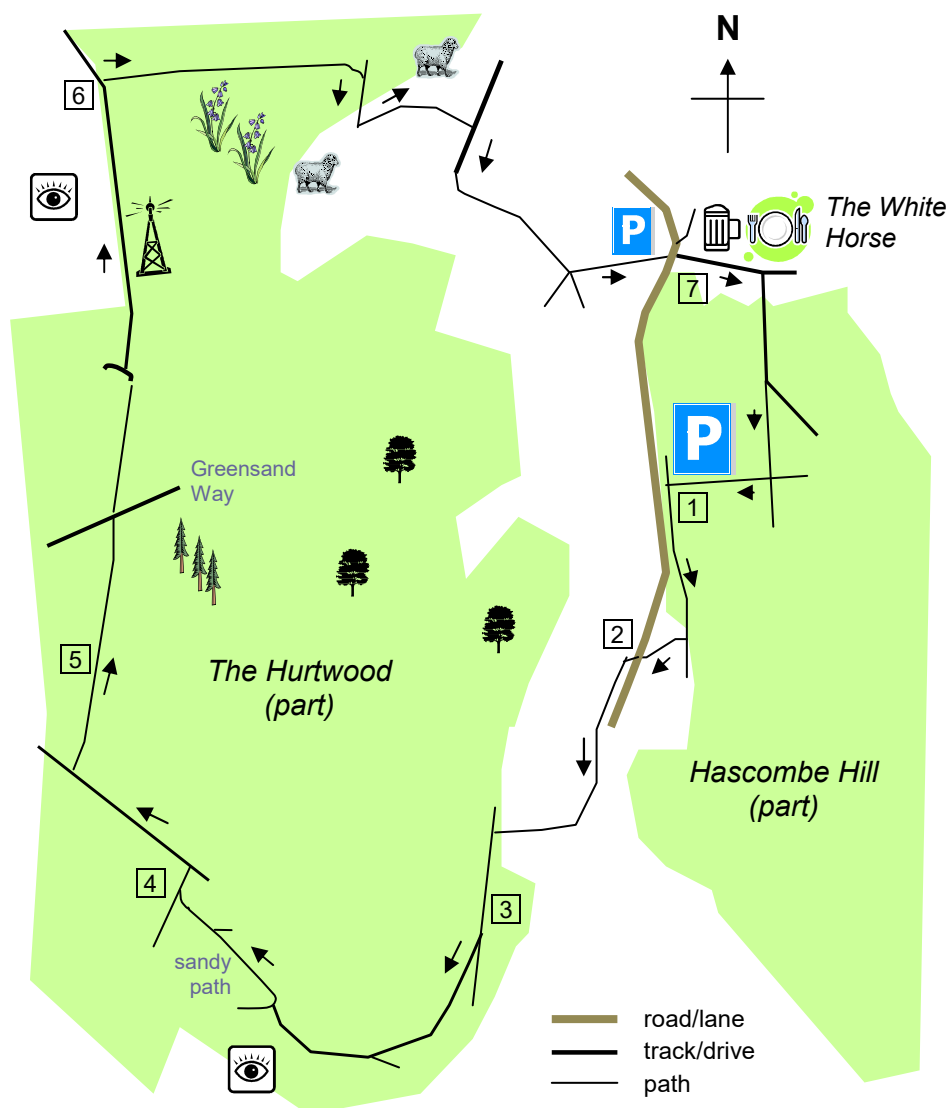 N
6
P
The White
Horse
7
P
Greensand
Way
1
2
5
The Hurtwood
(part)
Hascombe Hill
(part)
4
3
sandy
path
road/lane
track/drive
path